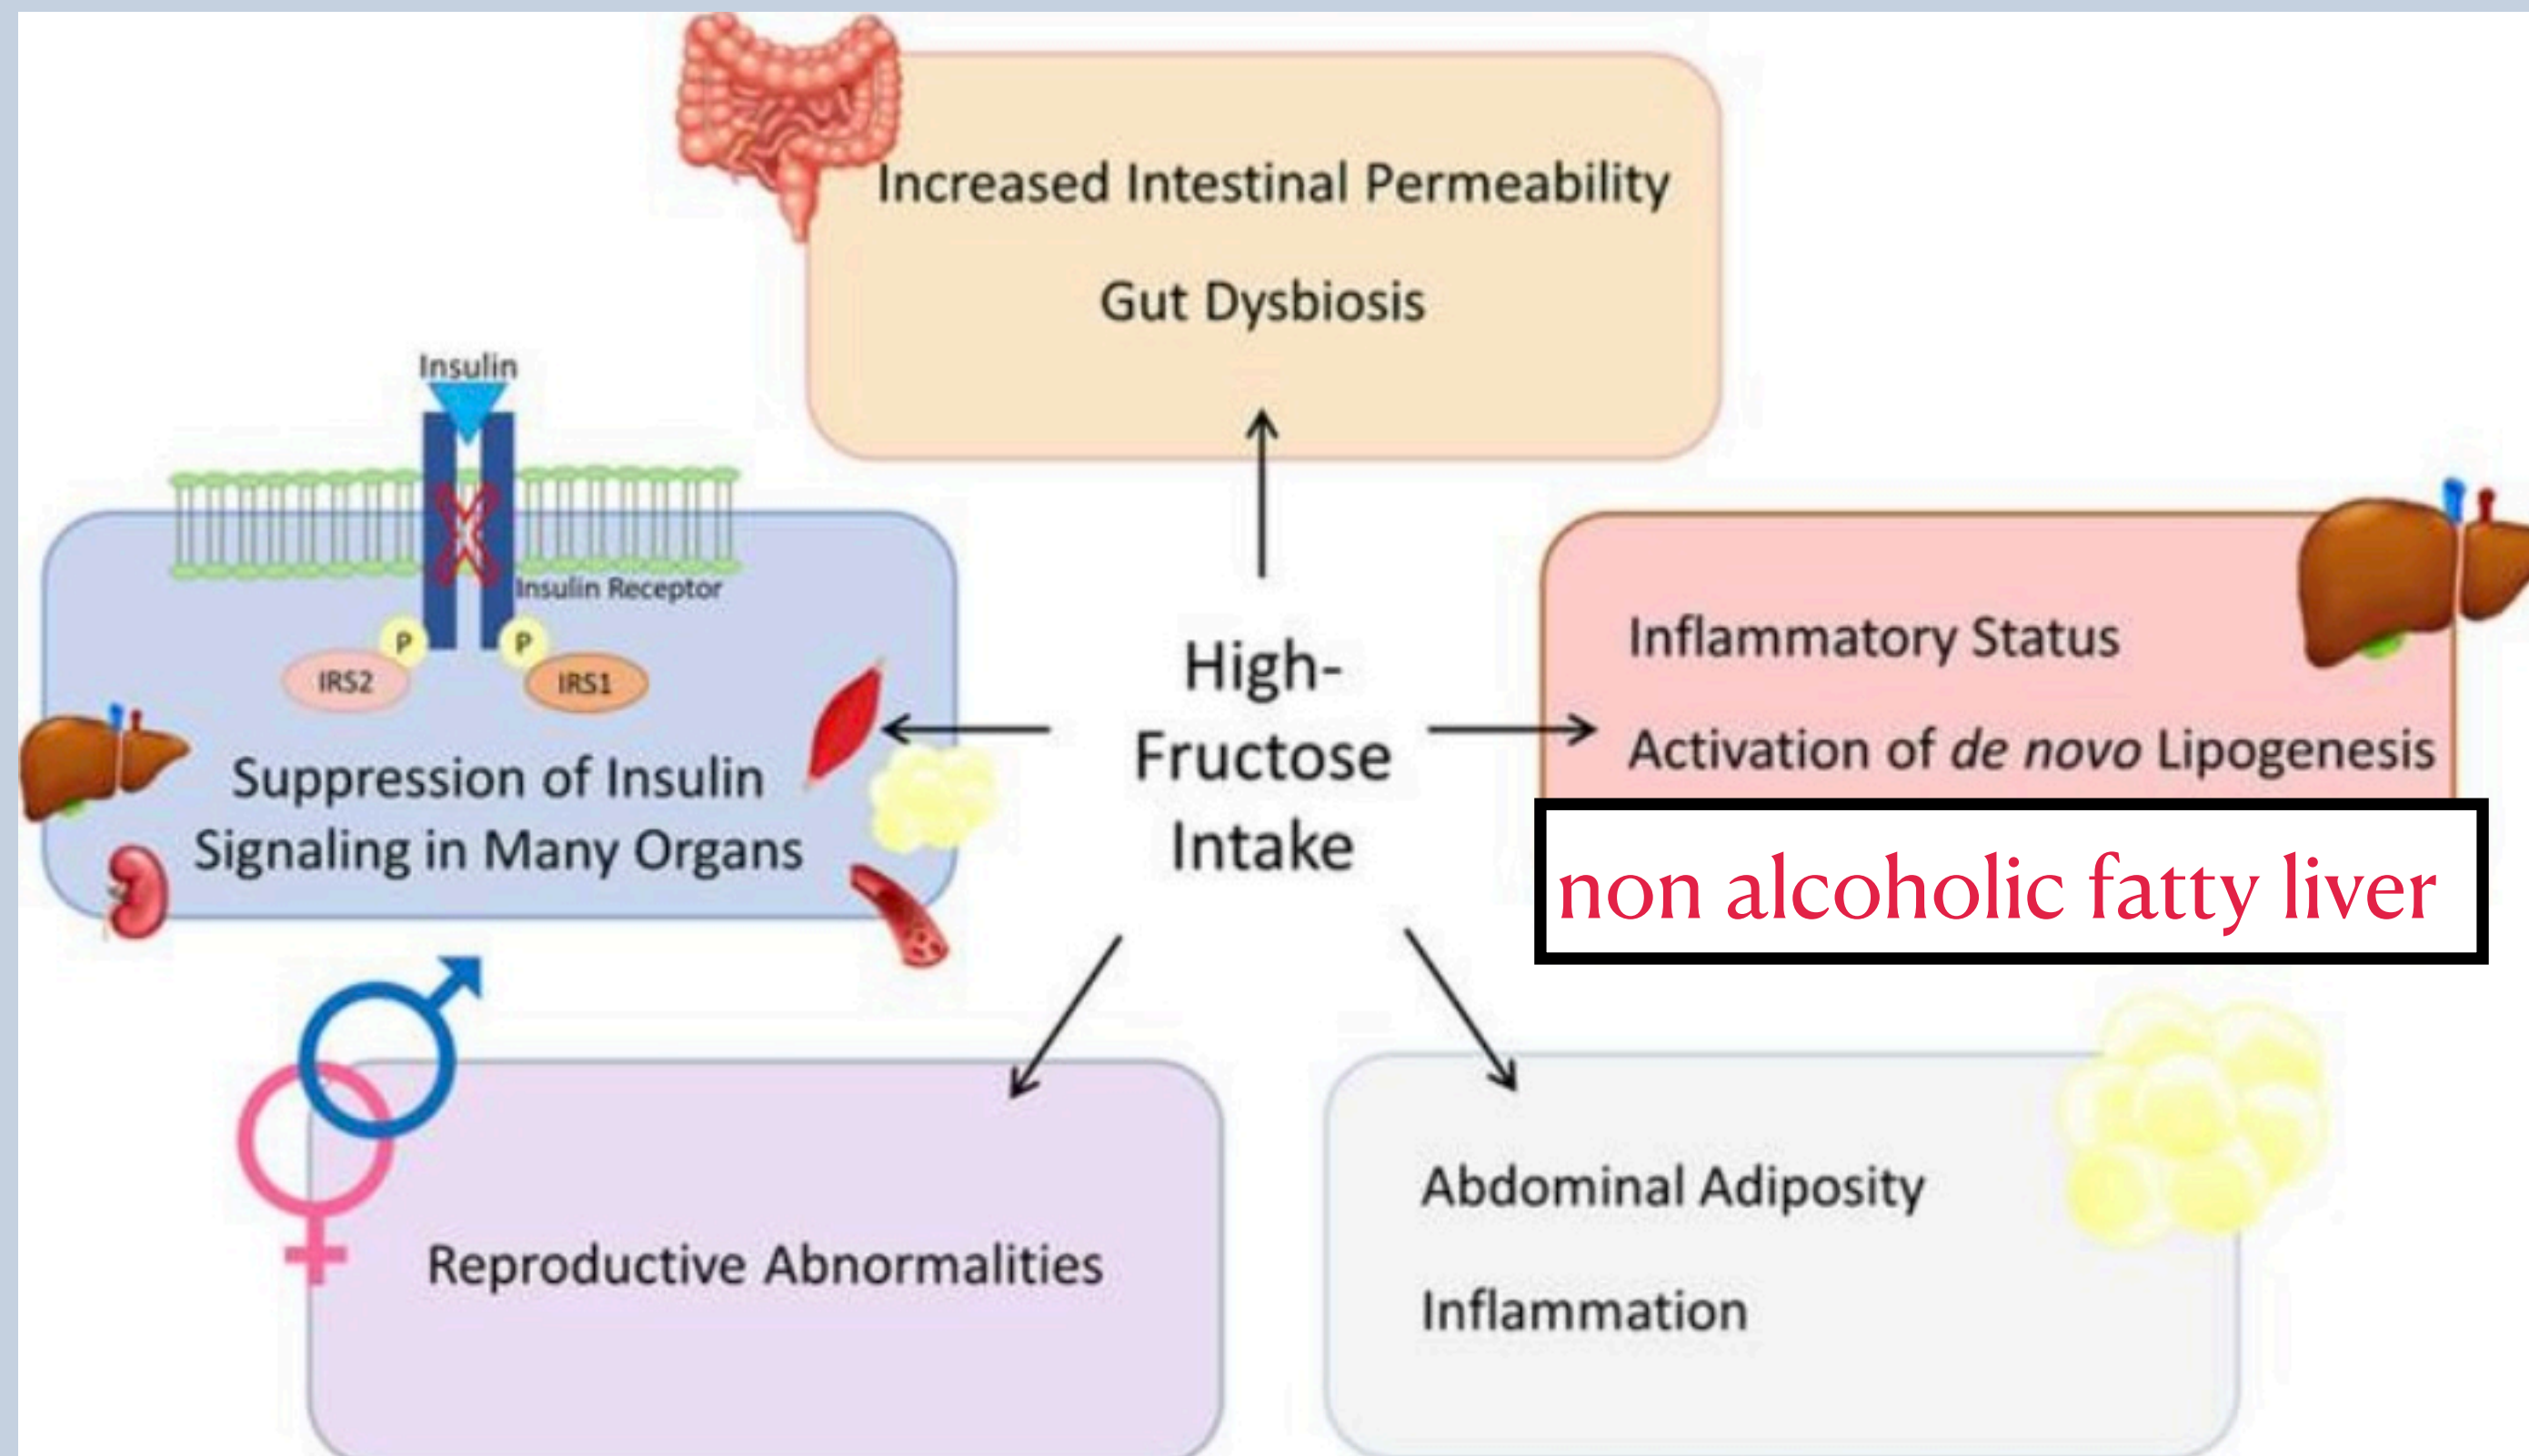 Increased Intestinal Permeability
Gut Dysbiosis
Insulin
Insulin Receptor
P
P
IRS2
IRS1
Suppression of Insulin
Signaling in Many Organs
High-
Fructose
Intake
Inflammatory Status
Activation of de novo Lipogenesis
non alcoholic fatty liver
Reproductive Abnormalities
Abdominal Adiposity
Inflammation